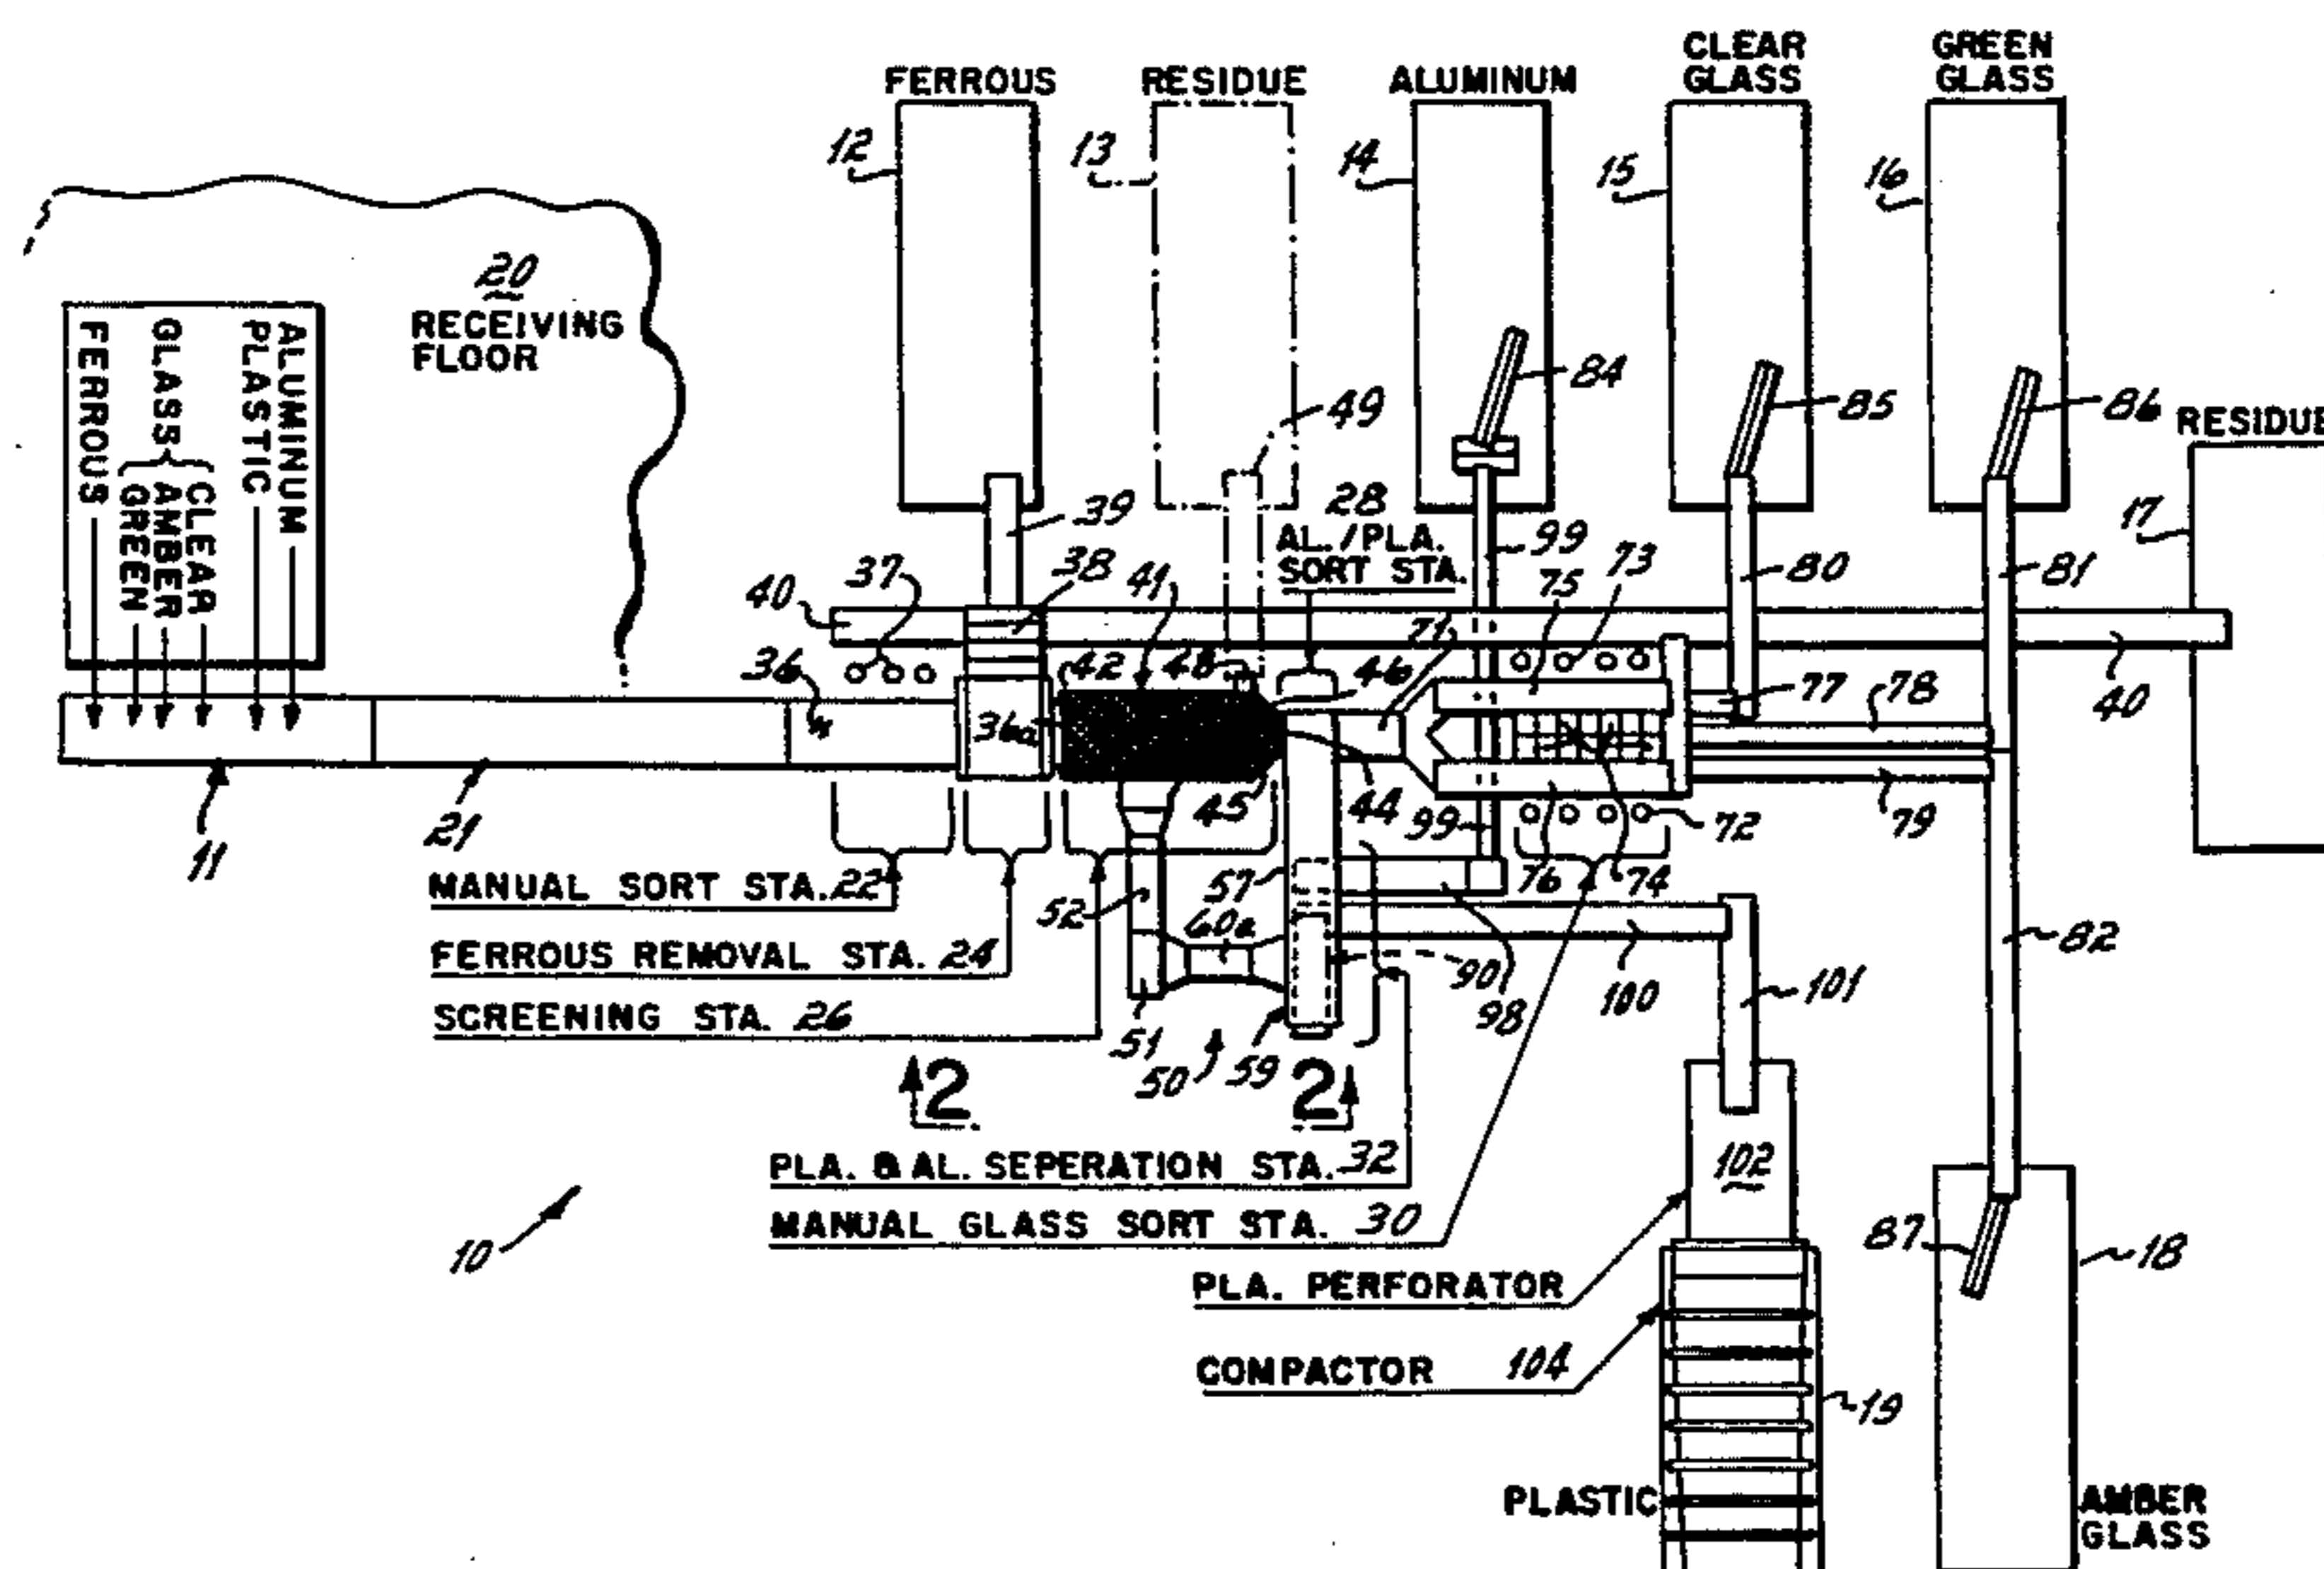 FERROUS
RESIDUE
ALUMINUM
CLEAR
GLASS
GREEN
GLASS
12
13
14
15
16
20
RECEIVING
FLOOR
FERROUS
GLASS
GREEN
AMBER
CLEAR
PLASTIC
ALUMINUM
84
85
86
49
RESIDUE
17
39
28
AL./PLA.
SORT STA.
99
40
37
38
41
71
75
73
80
81
36
42
48
46
77
78
40
36a
11
21
45
44
99
72
79
MANUAL SORT STA. 22
52
57
76
74
60a
82
FERROUS REMOVAL STA. 24
90
98
100
101
SCREENING STA. 26
51
50
59
2
2
PLA. & AL. SEPERATION STA. 32
102
MANUAL GLASS SORT STA. 30
10
87
18
PLA. PERFORATOR
COMPACTOR 104
19
PLASTIC
AMBER
GLASS